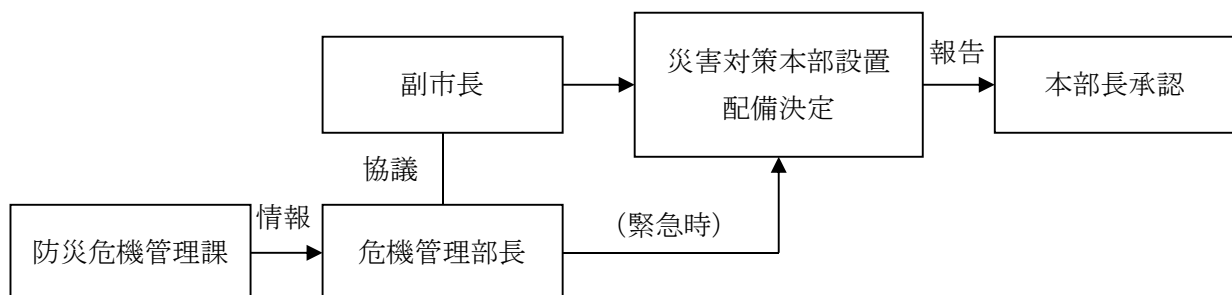 副市長
災害対策本部設置
配備決定
報告
本部長承認
協議
防災危機管理課
情報
危機管理部長
（緊急時）